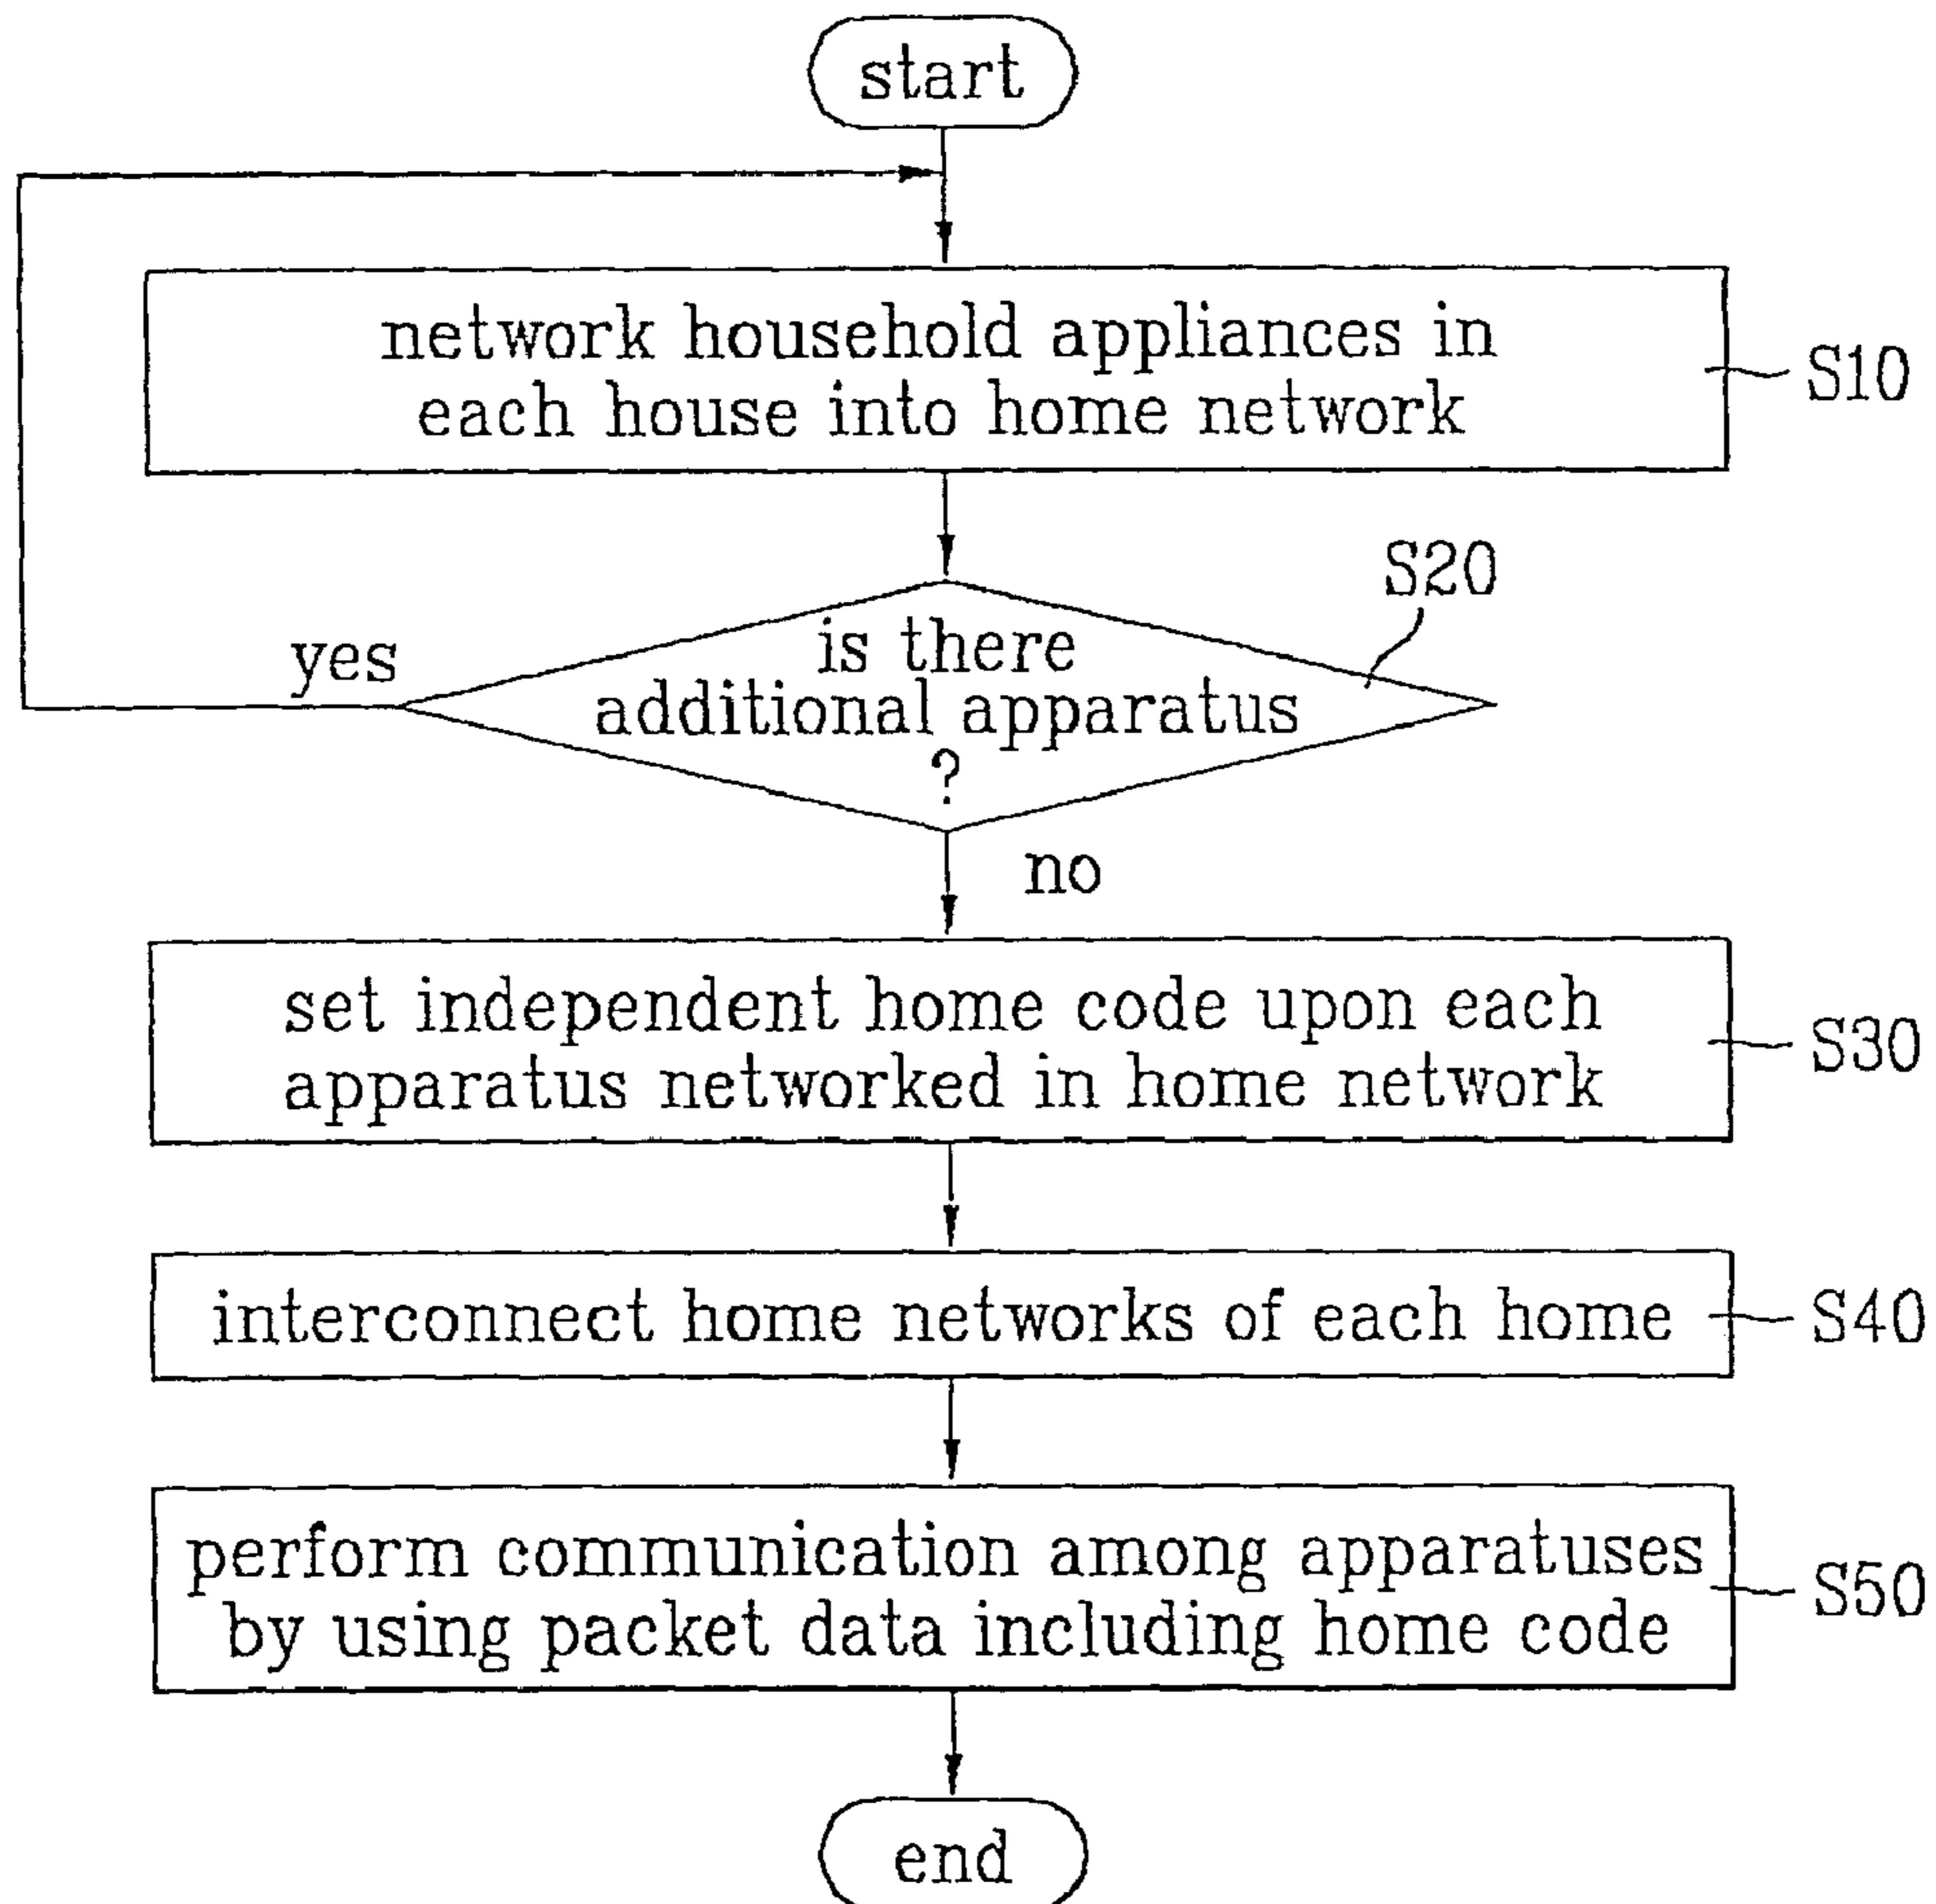 start
network household appliances in
each house into home network
S10
S20
is there
additional apparatus
?
yes
no
set independent home code upon each
apparatus networked in home network
S30
interconnect home networks of each home
S40
perform communication among apparatuses
by using packet data including home code
S50
end